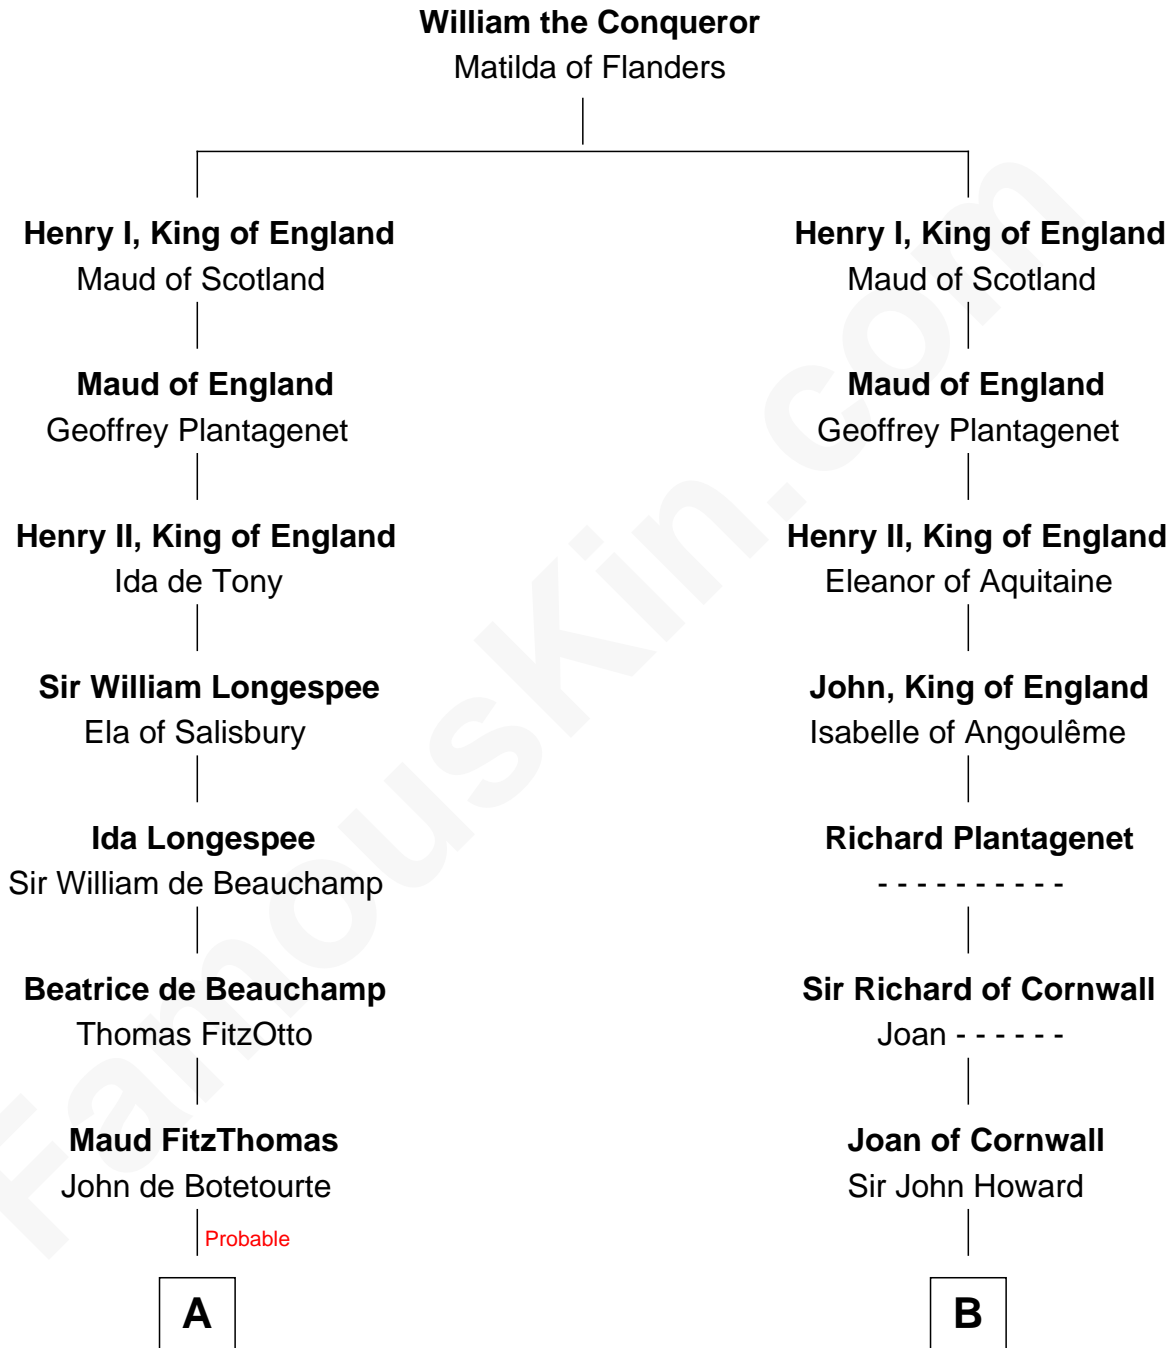 William the Conqueror
Matilda of Flanders
Henry I, King of England
Maud of Scotland
Maud of England
Geoffrey Plantagenet
Henry II, King of England
Ida de Tony
Sir William Longespee
Ela of Salisbury
Ida Longespee
Sir William de Beauchamp
Beatrice de Beauchamp
Thomas FitzOtto
Maud FitzThomas
John de Botetourte
Probable
A
Henry I, King of England
Maud of Scotland
Maud of England
Geoffrey Plantagenet
Henry II, King of England
Eleanor of Aquitaine
John, King of England
Isabelle of Angoulême
Richard Plantagenet
- - - - - - - - - -
Sir Richard of Cornwall
Joan - - - - - -
Joan of Cornwall
Sir John Howard
B
FamousKin.com